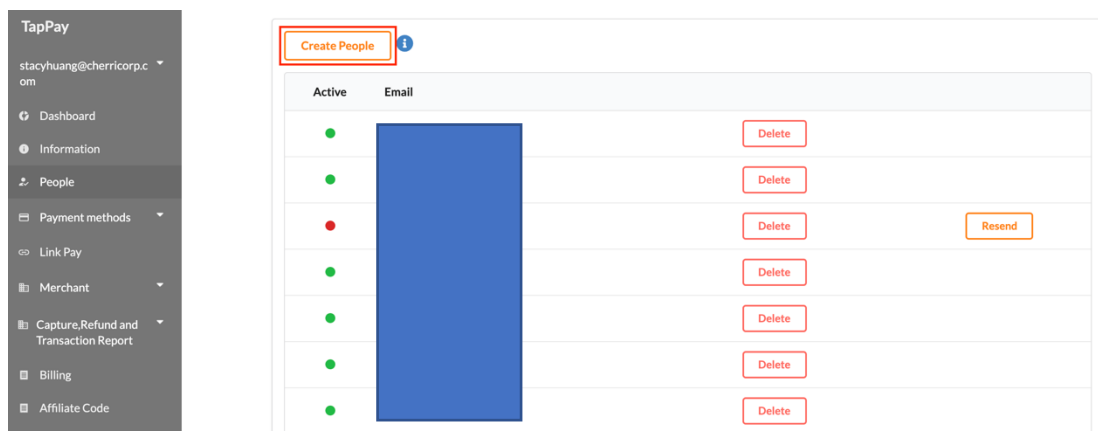 TapPay
stacyhuang@cherricorp.c
om
Dashboard
Information
People
Payment methods
Link Pay
Merchant
Capture,Refund and
Transaction Report
Billing
Affiliate Code
Create People
Active Email
Delete
Delete
Delete Resend
Delete
Delete
Delete
Delete